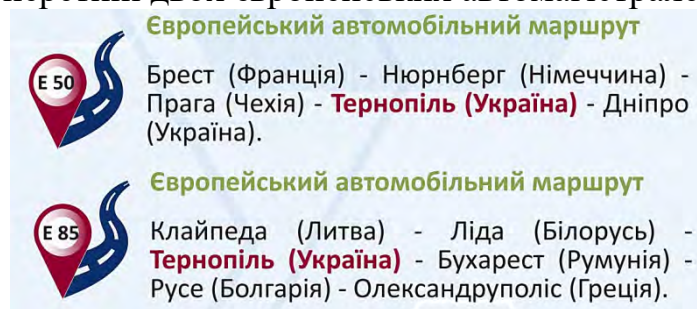 Європейський автомобільний маршрут
E 50
Брест (Франція) - Нюрнберг (Німеччина) -
Прага (Чехія) - Тернопіль (Україна) - Дніпро
(Україна).
Європейський автомобільний маршрут
E 85
Клайпеда (Литва) - Ліда (Білорусь) -
Тернопіль (Україна) - Бухарест (Румунія) -
Русе (Болгарія) - Олександруполіс (Греція).